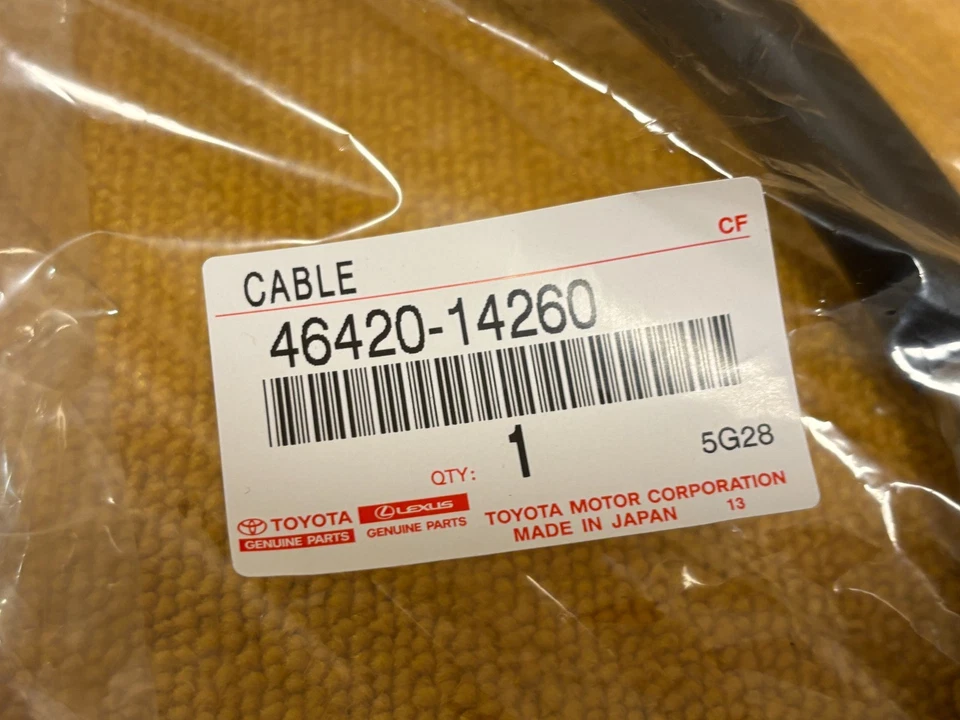 CF
CABLE
46420-14260
1
5G28
QTY:
TOYOTA
GENUINE PARTS
LEXUS
GENUINE PARTS
TOYOTA MOTOR CORPORATION
MADE IN JAPAN 13